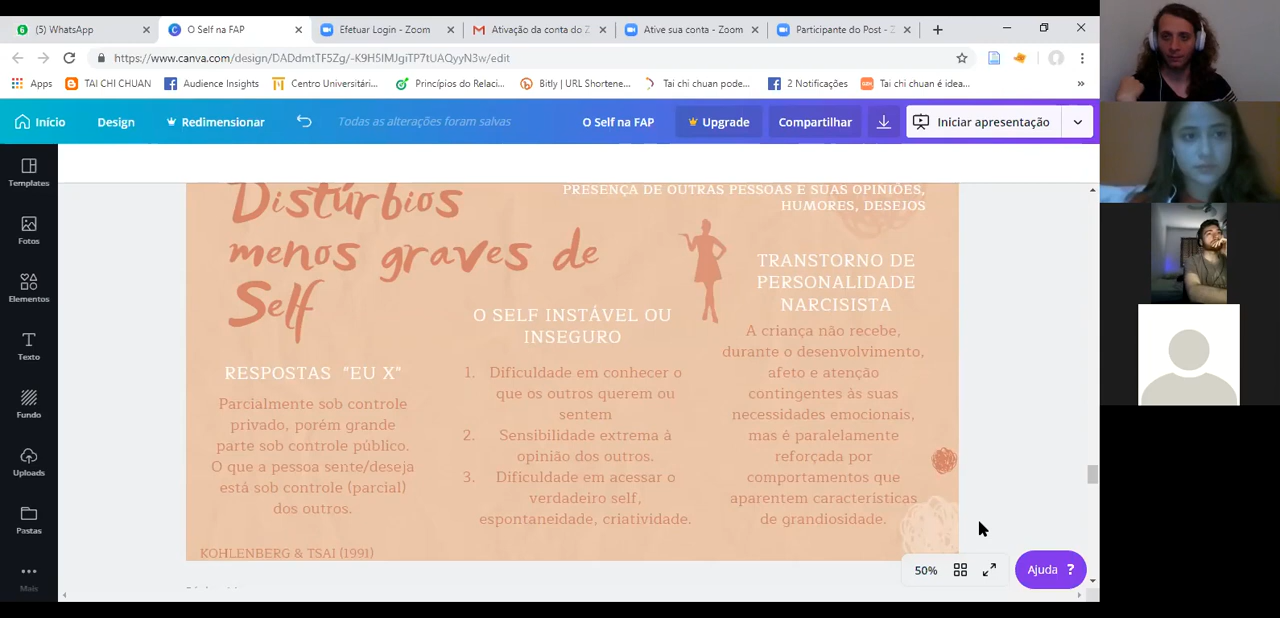 (5) WhatsApp
O Self na FAP
Efetuar Login - Zoom
Ativação da conta do Z
Ative sua conta - Zoom
Participante do Post - Z
https://www.canva.com/design/DADdmtTF5Zg/-K9H5IMJgiTP7tUAQyyN3w/edit
Apps
TAI CHI CHUAN
Audience Insights
Centro Universitári...
Princípios do Relaci...
Bitly | URL Shortene...
Tai chi chuan pode...
2 Notificações
Tai chi chuan é idea...
»
Início
Design
Redimensionar
Todas as alterações foram salvas
O Self na FAP
Upgrade
Compartilhar
Iniciar apresentação
Templates
Fotos
Elementos
Texto
Fundo
Uploads
Pastas
Mais
PRESENÇA DE OUTRAS PESSOAS E SUAS OPINIÕES,
HUMORES, DESEJOS
Distúrbios
menos graves de
Self
RESPOSTAS "EU X"
Parcialmente sob controle
privado, porém grande
parte sob controle público.
O que a pessoa sente/deseja
está sob controle (parcial)
dos outros.
KOHLENBERG & TSAI (1991)
O SELF INSTÁVEL OU
INSEGURO
1. Dificuldade em conhecer o
que os outros querem ou
sentem
2. Sensibilidade extrema à
opinião dos outros.
3. Dificuldade em acessar o
verdadeiro self,
espontaneidade, criatividade.
TRANSTORNO DE
PERSONALIDADE
NARCISISTA
A criança não recebe,
durante o desenvolvimento,
afeto e atenção
contingentes às suas
necessidades emocionais,
mas é paralelamente
reforçada por
comportamentos que
aparentem características
de grandiosidade.
50%
Ajuda ?